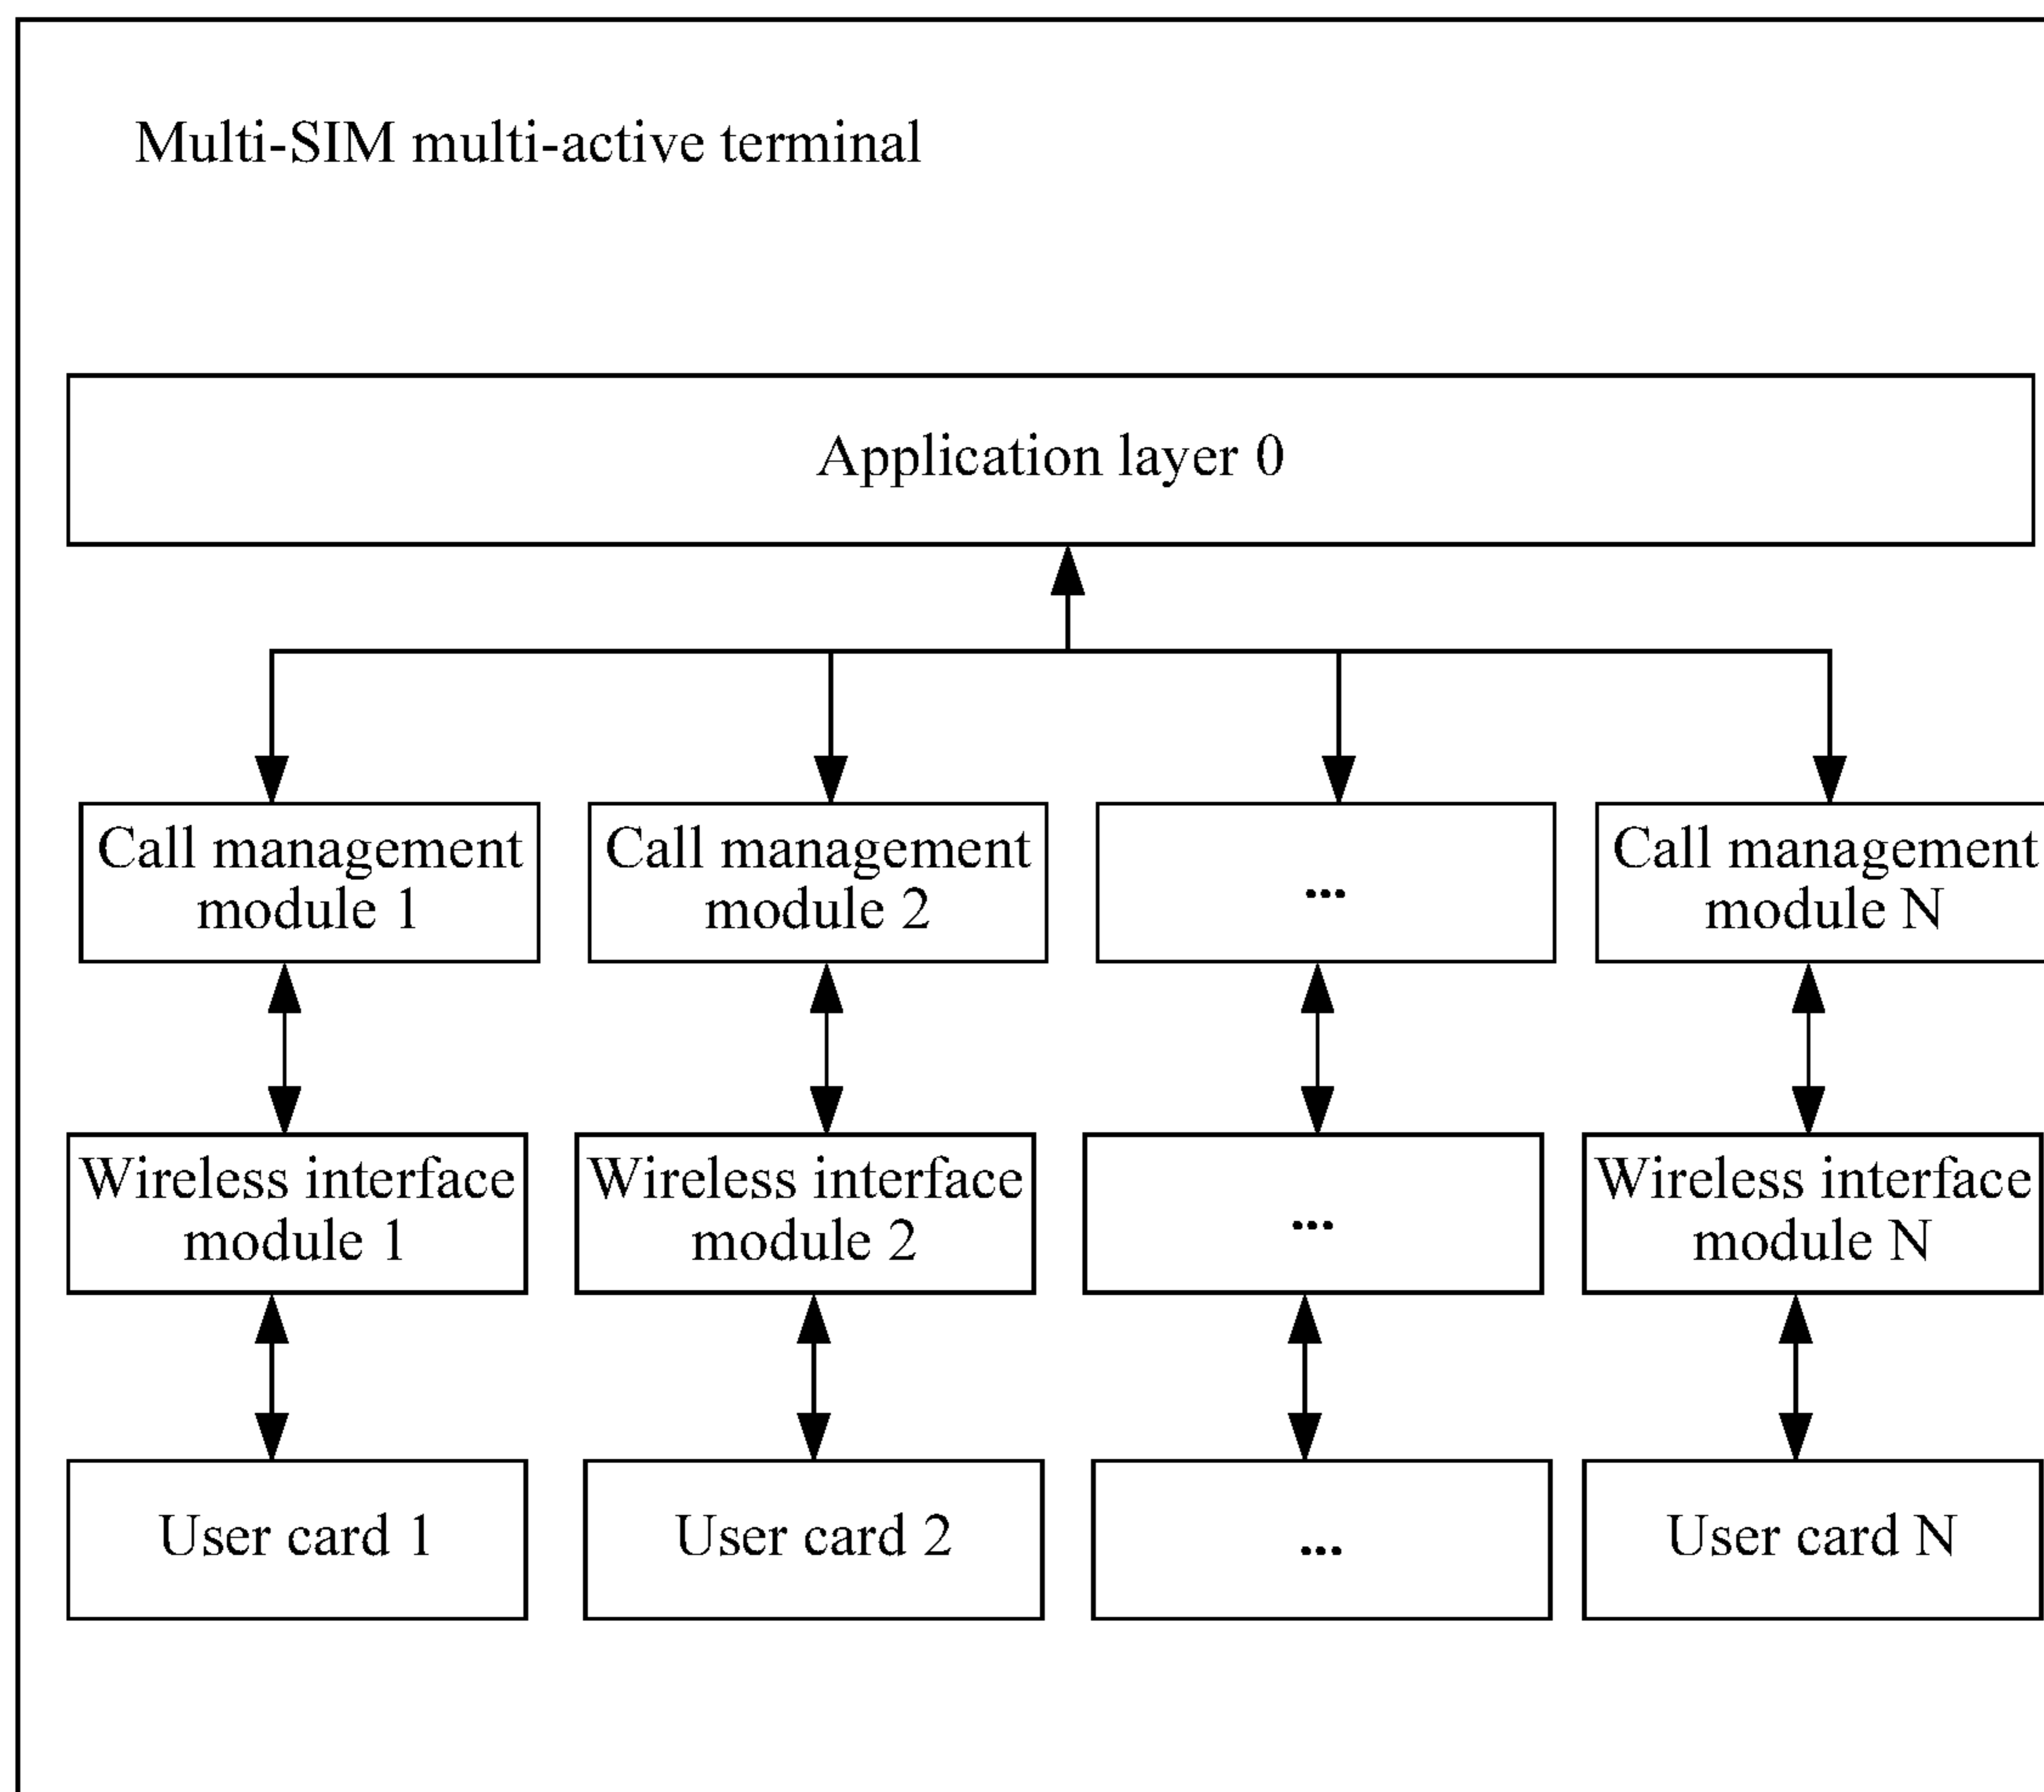 Multi-SIM multi-active terminal
Application layer 0
Call management
module 1
Call management
module 2
...
Call management
module N
Wireless interface
module 1
Wireless interface
module 2
...
Wireless interface
module N
User card 1
User card 2
...
User card N